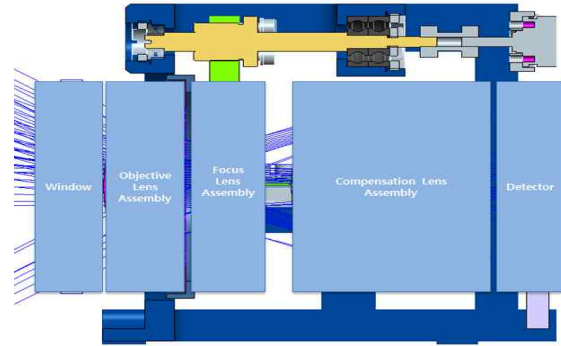 Window
Objective
Lens
Assembly
Focus
Lens
Assembly
Compensation Lens
Assembly
Detector